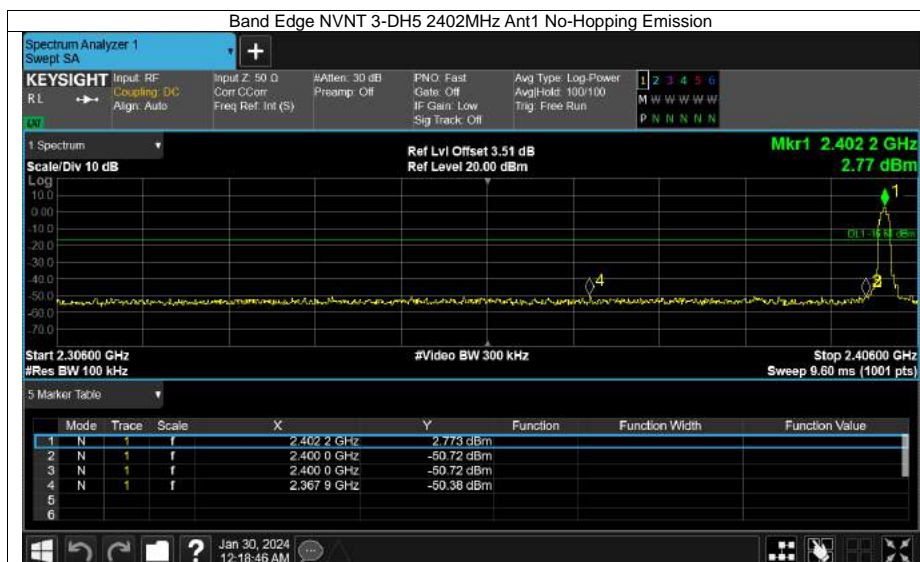 Band Edge NVNT 3-DH5 2402MHz Ant1 No-Hopping Emission
Spectrum Analyzer 1
Swept SA
+
KEYSIGHT
RL
Input: RF
Coupling: DC
Align: Auto
Input Z: 50 Ω
Corr CCorr
Freq Ref: Int (S)
#Atten: 30 dB
Preamp: Off
PNO: Fast
Gate: Off
IF Gain: Low
Sig Track: Off
Avg Type: Log-Power
Avg|Hold: 100/100
Trig: Free Run
1 2 3 4 5 6
M W W W W W
P N N N N N
1 Spectrum
Scale/Div 10 dB
Ref Lvl Offset 3.51 dB
Ref Level 20.00 dBm
Mkr1 2.402 2 GHz
2.77 dBm
Log
10.0
0.00
-10.0
-20.0
-30.0
-40.0
-50.0
-60.0
-70.0
1
4
Start 2.30600 GHz
#Res BW 100 kHz
#Video BW 300 kHz
Stop 2.40600 GHz
Sweep 9.60 ms (1001 pts)
5 Marker Table
Mode Trace Scale X Y Function Function Width Function Value
1 N 1 f 2.402 2 GHz 2.773 dBm
2 N 1 f 2.400 0 GHz -50.72 dBm
3 N 1 f 2.400 0 GHz -50.72 dBm
4 N 1 f 2.367 9 GHz -50.38 dBm
5
6
?
Jan 30, 2024
12:18:46 AM